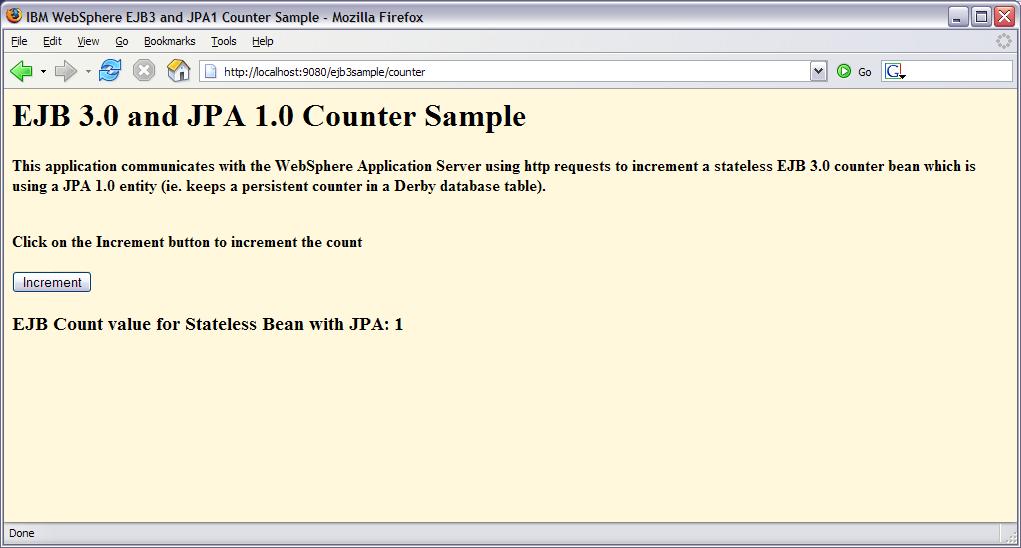 IBM WebSphere EJB3 and JPA1 Counter Sample - Mozilla Firefox
File Edit View Go Bookmarks Tools Help
http://localhost:9080/ejb3sample/counter Go G
EJB 3.0 and JPA 1.0 Counter Sample
This application communicates with the WebSphere Application Server using http requests to increment a stateless EJB 3.0 counter bean which is
using a JPA 1.0 entity (ie. keeps a persistent counter in a Derby database table).
Click on the Increment button to increment the count
Increment
EJB Count value for Stateless Bean with JPA: 1
Done